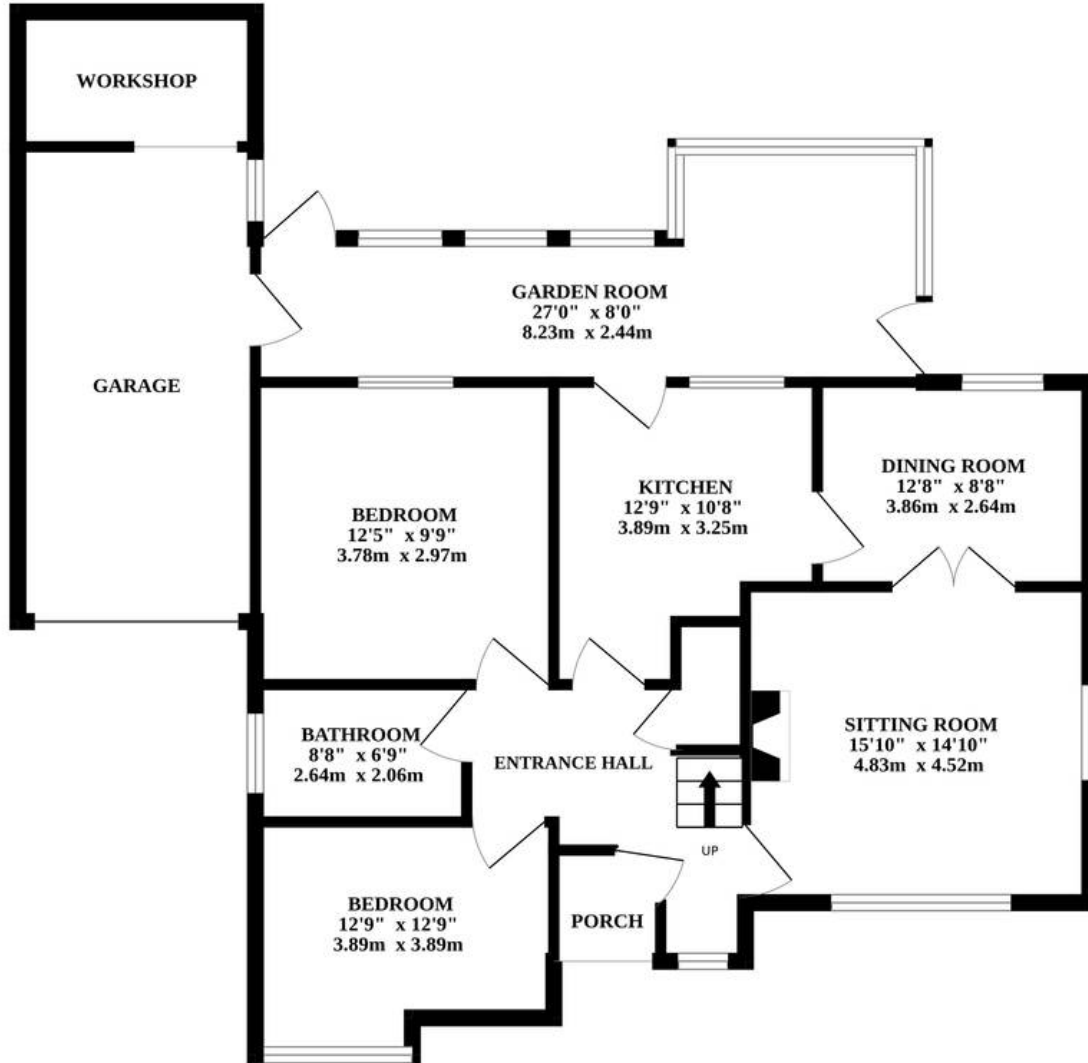 WORKSHOP
GARAGE
GARDEN ROOM
27'0" x 8'0"
8.23m x 2.44m
BEDROOM
12'5" x 9'9"
3.78m x 2.97m
KITCHEN
12'9" x 10'8"
3.89m x 3.25m
DINING ROOM
12'8" x 8'8"
3.86m x 2.64m
BATHROOM
8'8" x 6'9"
2.64m x 2.06m
ENTRANCE HALL
SITTING ROOM
15'10" x 14'10"
4.83m x 4.52m
UP
BEDROOM
12'9" x 12'9"
3.89m x 3.89m
PORCH